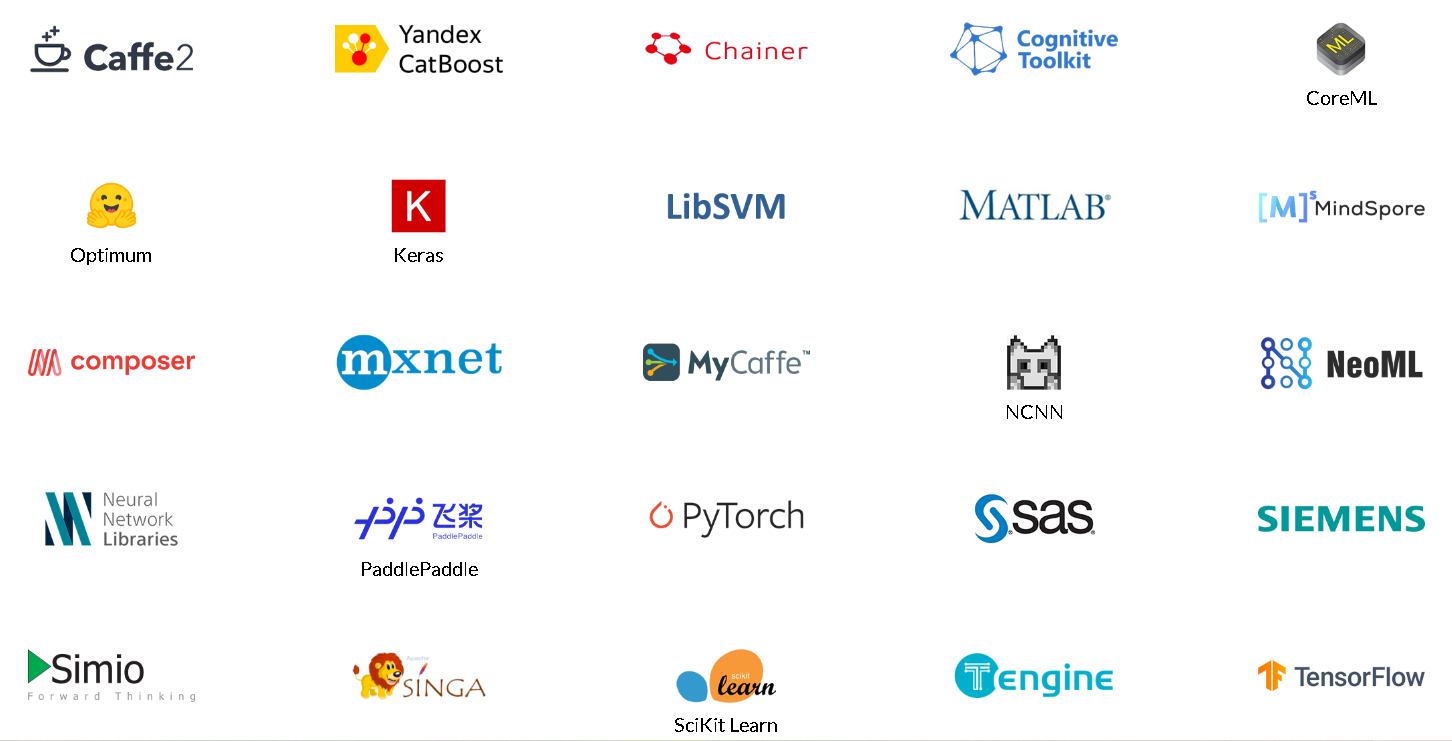 Caffe2
Yandex
CatBoost
Chainer
Cognitive
Toolkit
ML
CoreML
Optimum
K
Keras
LibSVM
MATLAB®
[M]s MindSpore
composer
mxnet
MyCaffe™
NCNN
NeoML
Neural
Network
Libraries
飞桨
PaddlePaddle
PaddlePaddle
PyTorch
sas®
SIEMENS
Simio
Forward Thinking
Apache
SINGA
scikit
learn
SciKit Learn
Tengine
TensorFlow